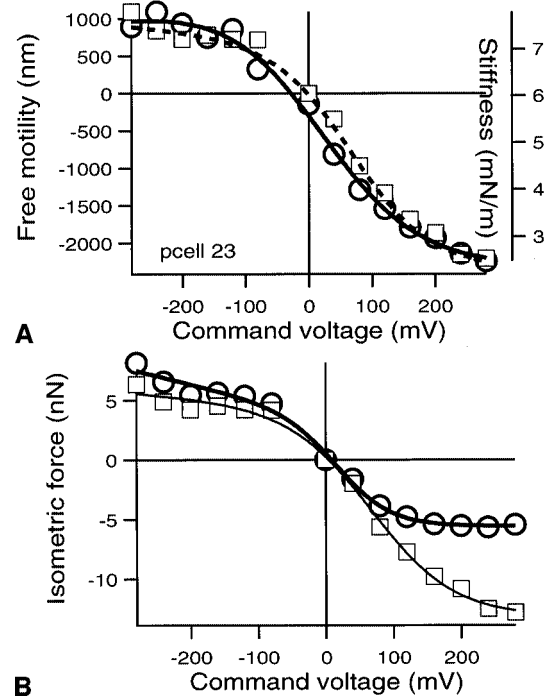 1000
500
0
-500
-1000
-1500
-2000
Free motility (nm)
7
6
5
4
3
Stiffness (mN/m)
pcell 23
-200 -100 0 100 200
A
Command voltage (mV)
5
0
-5
-10
Isometric force (nN)
-200 -100 0 100 200
B
Command voltage (mV)